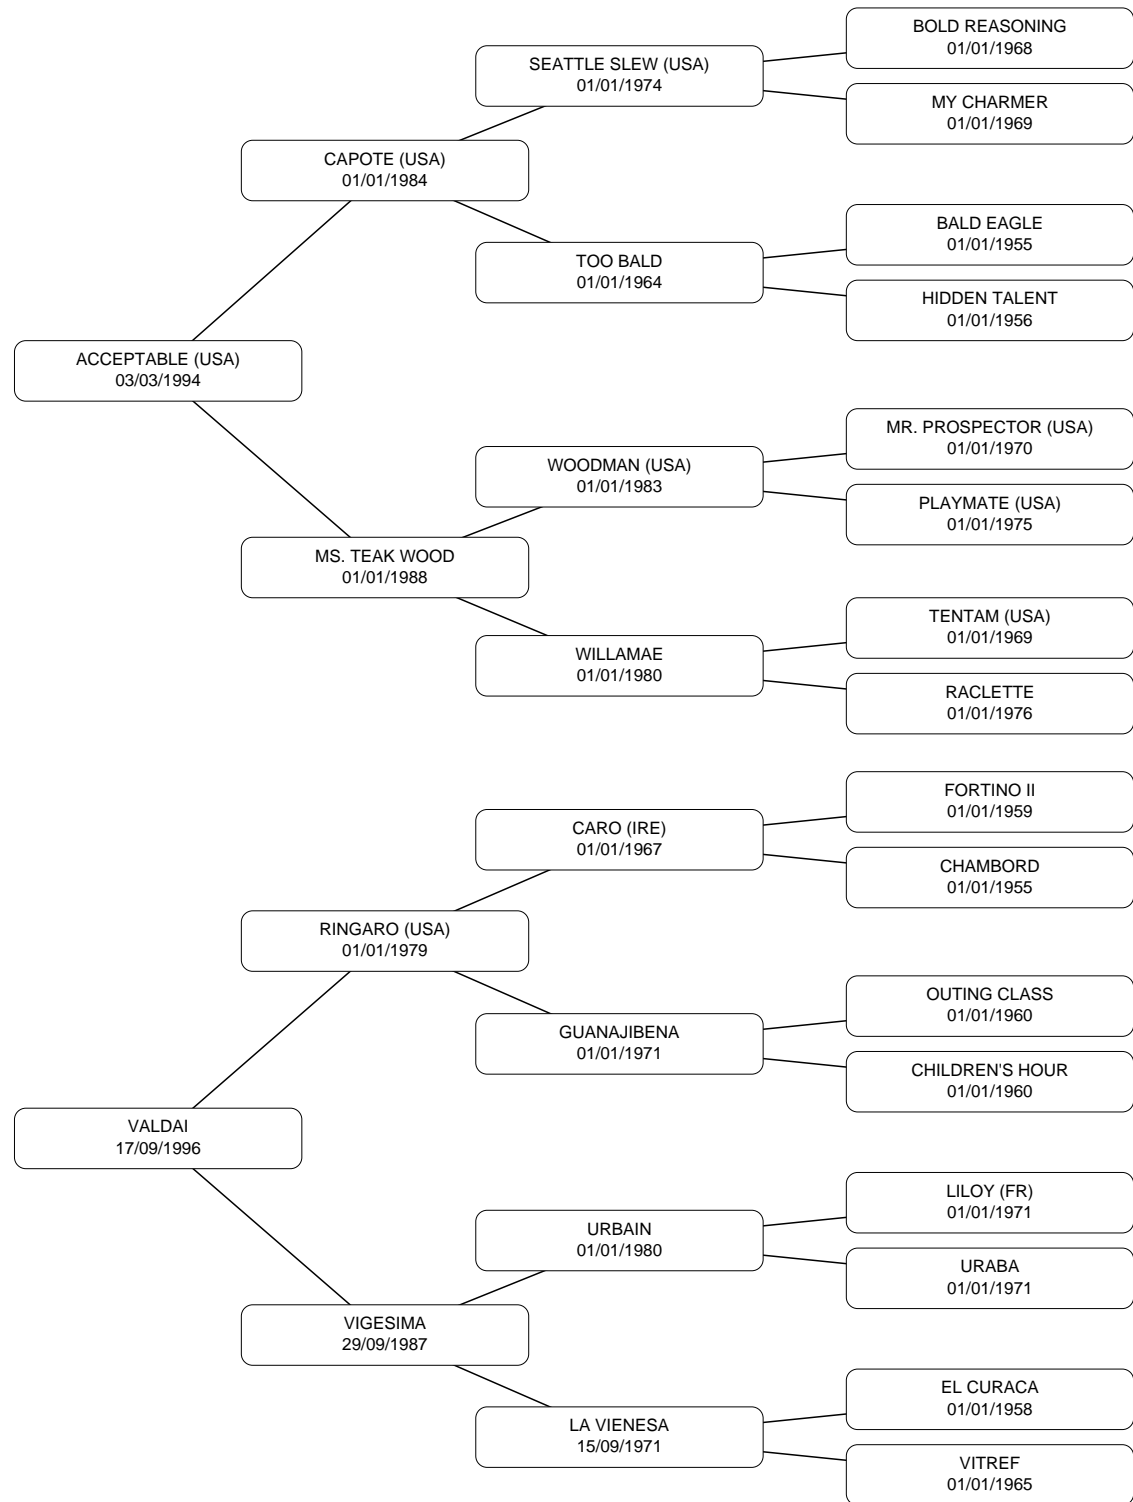 BOLD REASONING
01/01/1968
SEATTLE SLEW (USA)
01/01/1974
MY CHARMER
01/01/1969
CAPOTE (USA)
01/01/1984
BALD EAGLE
01/01/1955
TOO BALD
01/01/1964
HIDDEN TALENT
01/01/1956
ACCEPTABLE (USA)
03/03/1994
MR. PROSPECTOR (USA)
01/01/1970
WOODMAN (USA)
01/01/1983
PLAYMATE (USA)
01/01/1975
MS. TEAK WOOD
01/01/1988
TENTAM (USA)
01/01/1969
WILLAMAE
01/01/1980
RACLETTE
01/01/1976
FORTINO II
01/01/1959
CARO (IRE)
01/01/1967
CHAMBORD
01/01/1955
RINGARO (USA)
01/01/1979
OUTING CLASS
01/01/1960
GUANAJIBENA
01/01/1971
CHILDREN'S HOUR
01/01/1960
VALDAI
17/09/1996
LILOY (FR)
01/01/1971
URBAIN
01/01/1980
URABA
01/01/1971
VIGESIMA
29/09/1987
EL CURACA
01/01/1958
LA VIENESA
15/09/1971
VITREF
01/01/1965